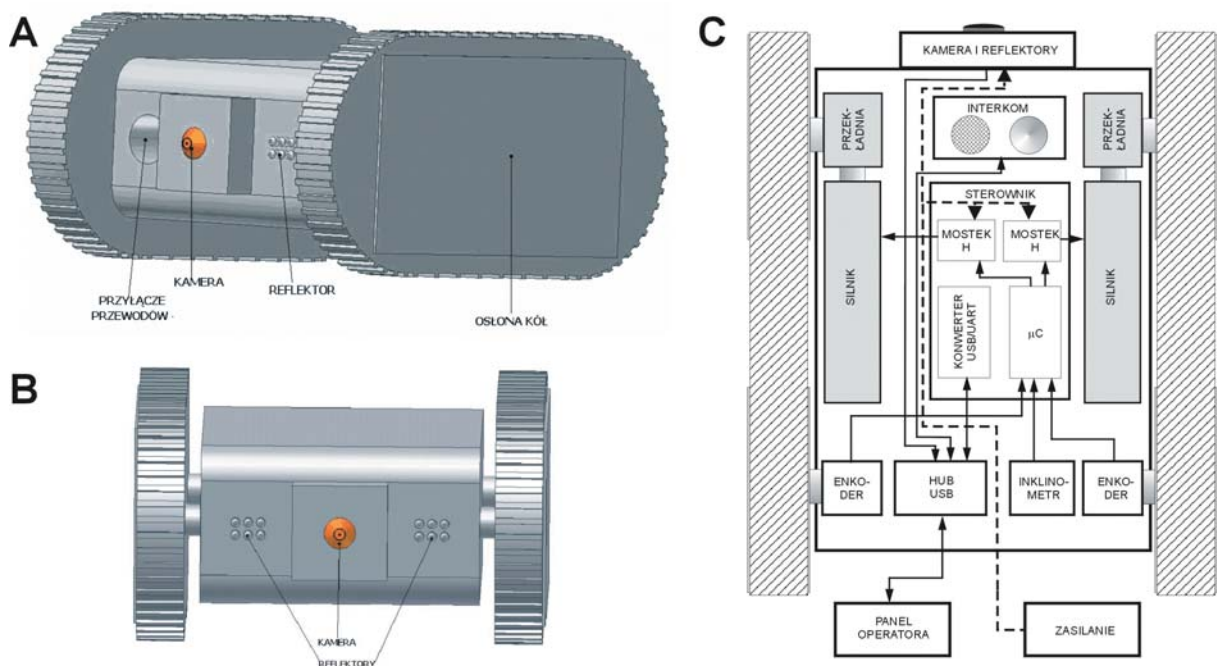 A
KAMERA
REFLEKTOR
PRZYŁĄCZE
PRZEWODÓW -
OSŁONA KÓŁ
B
KAMERA
REFLEKTORY
C
KAMERA I REFLEKTORY
PRZEK-
ŁADNIA
INTERKOM
PRZEK-
ŁADNIA
STEROWNIK
MOSTEK
H
MOSTEK
H
SILNIK
KONWERTER
USB/UART
µC
SILNIK
ENKO-
DER
HUB
USB
INKLINO-
METR
ENKO-
DER
PANEL
OPERATORA
ZASILANIE